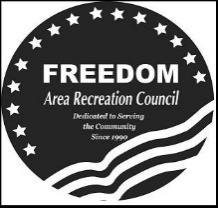 FREEDOM
Area Recreation Council
Dedicated to Serving
the Community
Since 1990